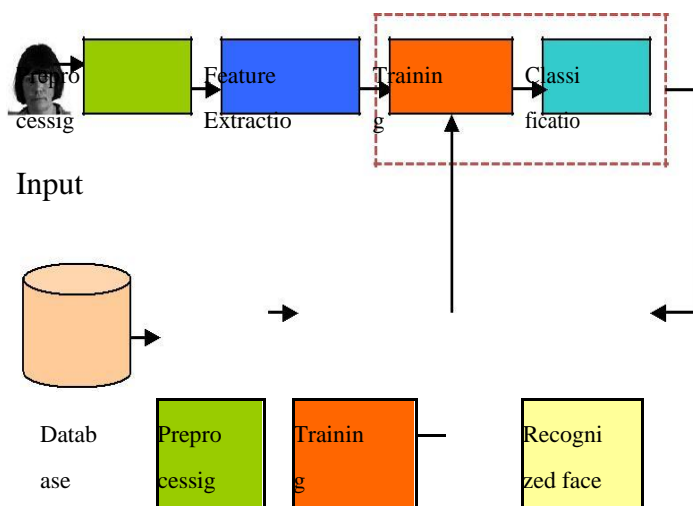 Prepro
cessig
Feature
Extractio
Trainin
g
Classi
ficatio
Input
Datab
ase
Prepro
cessig
Trainin
g
Recogni
zed face